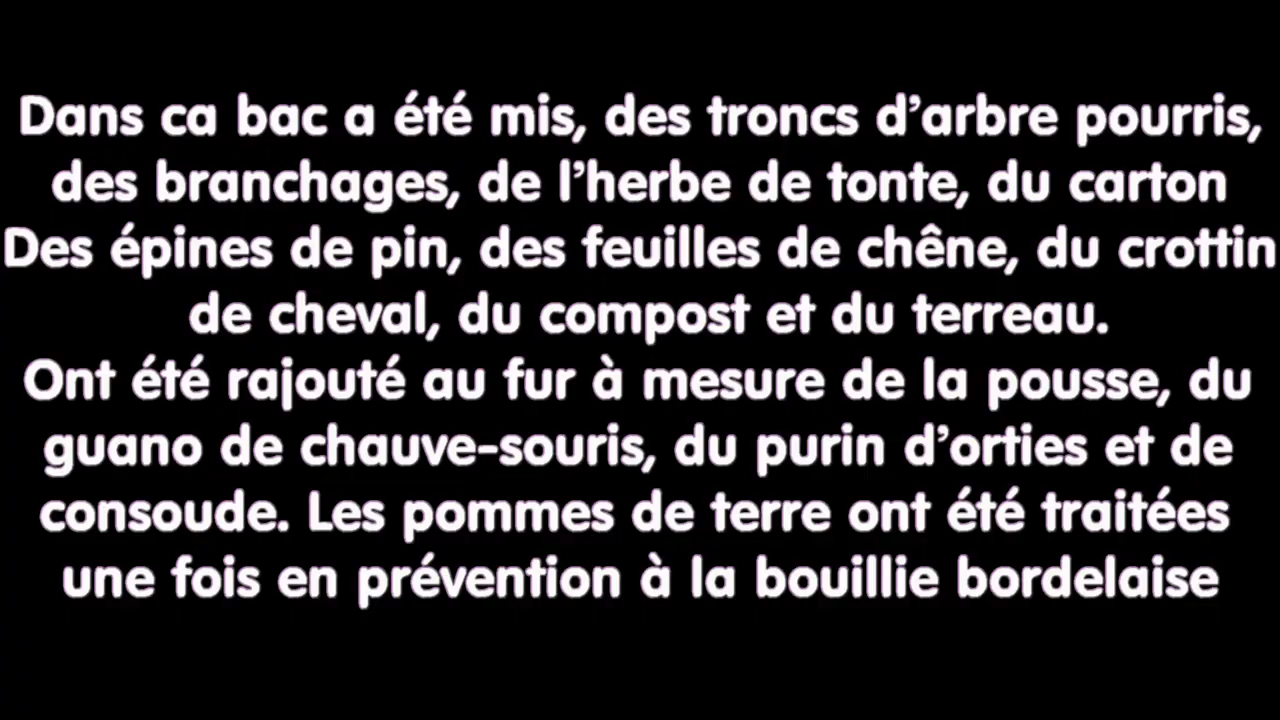 Dans ca bac a été mis, des troncs d'arbre pourris,
des branchages, de l'herbe de tonte, du carton
Des épines de pin, des feuilles de chêne, du crottin
de cheval, du compost et du terreau.
Ont été rajouté au fur à mesure de la pousse, du
guano de chauve-souris, du purin d'orties et de
consoude. Les pommes de terre ont été traitées
une fois en prévention à la bouillie bordelaise